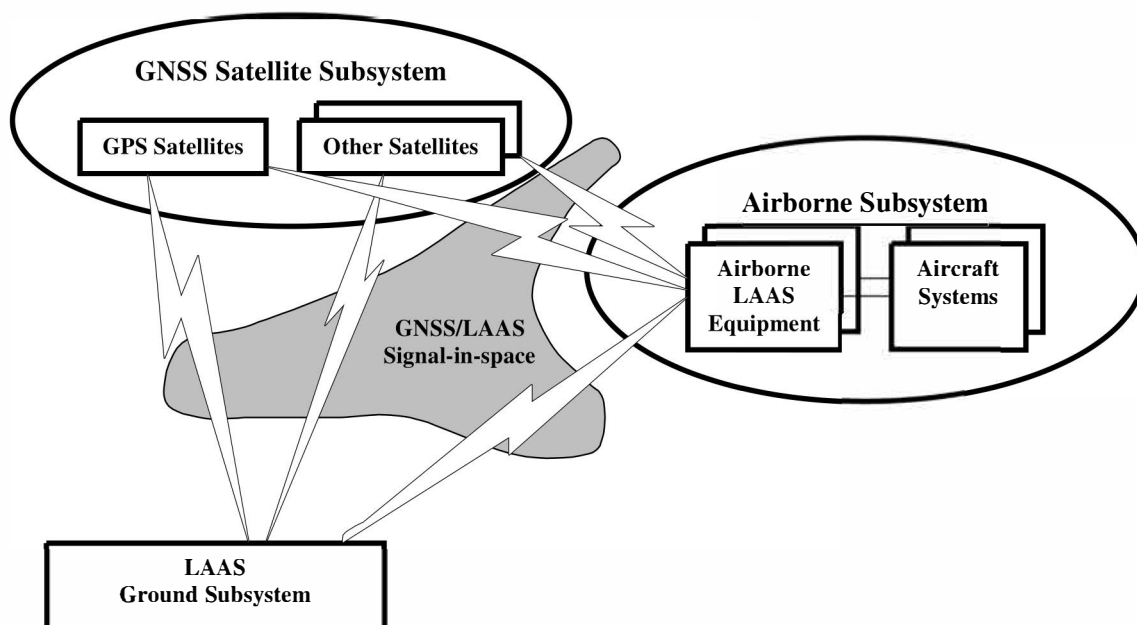 GNSS Satellite Subsystem
GPS Satellites
Other Satellites
Airborne Subsystem
Airborne
LAAS
Equipment
Aircraft
Systems
GNSS/LAAS
Signal-in-space
LAAS
Ground Subsystem